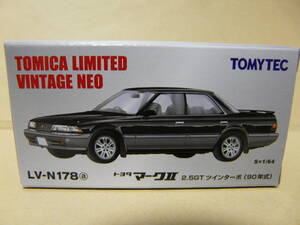 TOMICA LIMITED
VINTAGE NEO
TOMYTEC
S=1/64
LV-N178 a トヨタ マークII 2.5GT ツインターボ (90年式)